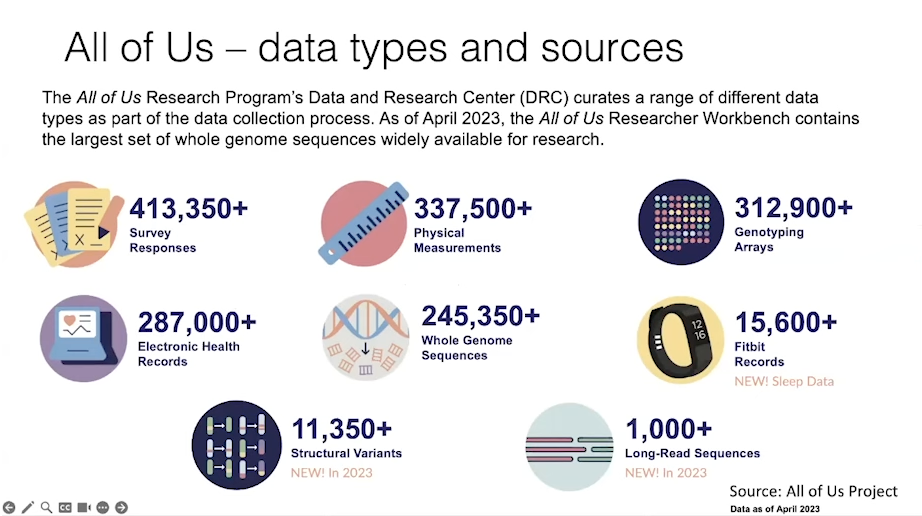 All of Us – data types and sources
The All of Us Research Program's Data and Research Center (DRC) curates a range of different data
types as part of the data collection process. As of April 2023, the All of Us Researcher Workbench contains
the largest set of whole genome sequences widely available for research.
X
413,350+
Survey
Responses
337,500+
Physical
Measurements
312,900+
Genotyping
Arrays
287,000+
Electronic Health
Records
245,350+
Whole Genome
Sequences
12
16
15,600+
Fitbit
Records
NEW! Sleep Data
11,350+
Structural Variants
NEW! In 2023
1,000+
Long-Read Sequences
NEW! In 2023
Source: All of Us Project
Data as of April 2023
CC